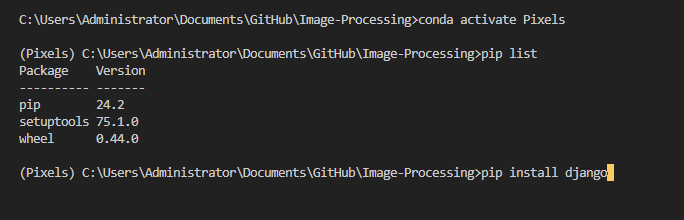 C:\Users\Administrator\Documents\GitHub\Image-Processing>conda activate Pixels
(Pixels) C:\Users\Administrator\Documents\GitHub\Image-Processing>pip list
Package    Version
---------- -------
pip        24.2
setuptools 75.1.0
wheel      0.44.0
(Pixels) C:\Users\Administrator\Documents\GitHub\Image-Processing>pip install django